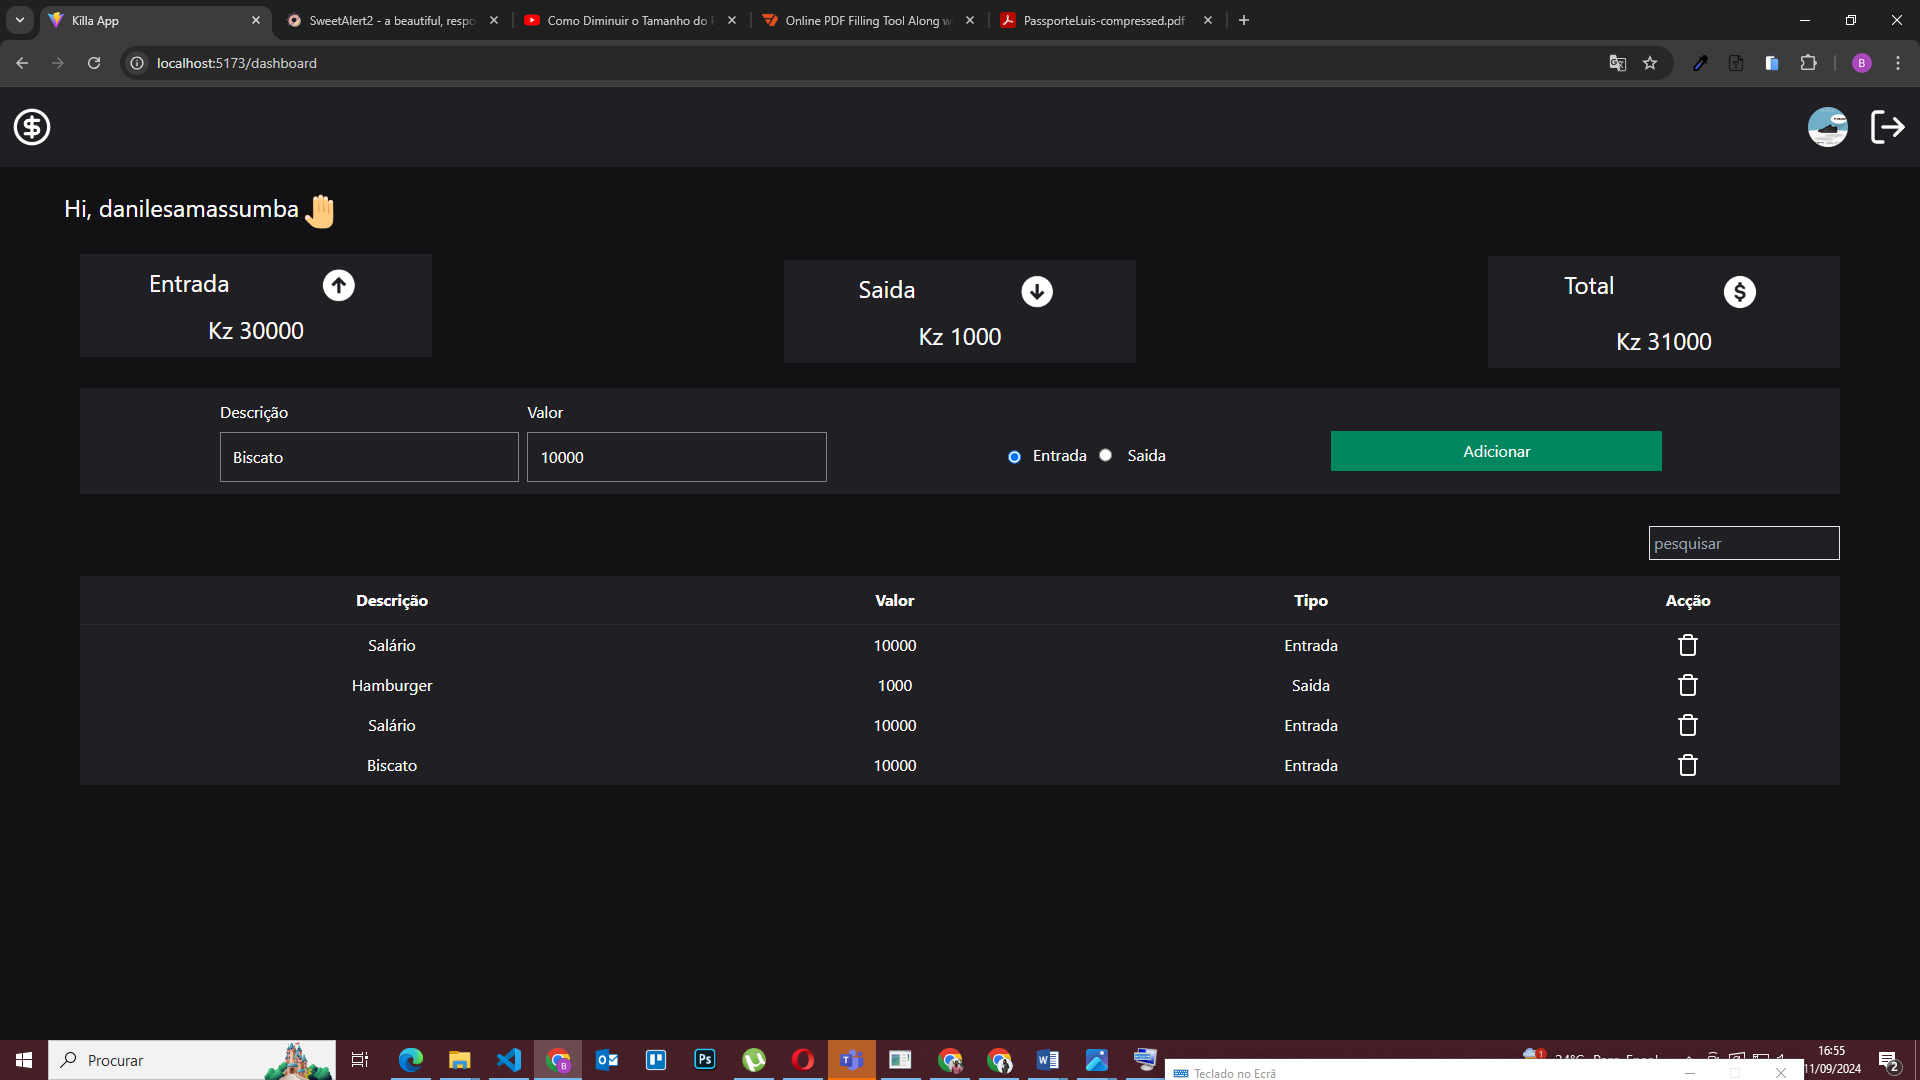 Killa App
SweetAlert2 - a beautiful, respo
Como Diminuir o Tamanho do
Online PDF Filling Tool Along w
PassporteLuis-compressed.pdf
localhost:5173/dashboard
B
Hi, danilesamassumba
Entrada
Kz 30000
Saida
Kz 1000
Total
Kz 31000
Descrição Valor
Biscato 10000 Entrada Saida Adicionar
pesquisar
Descrição Valor Tipo Acção
Salário 10000 Entrada
Hamburger 1000 Saida
Salário 10000 Entrada
Biscato 10000 Entrada
Procurar
16:55
11/09/2024
2
Teclado no Ecrã